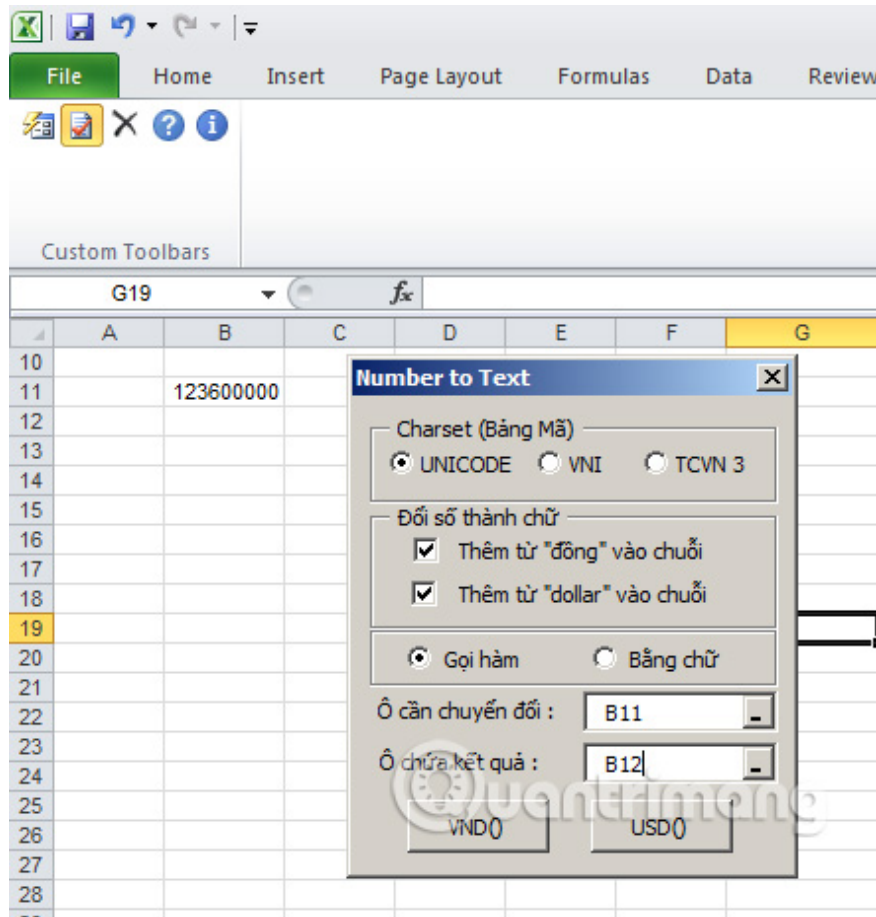 File Home Insert Page Layout Formulas Data Review
Custom Toolbars
G19 fx
A B C D E F G
10
11 123600000
12
13
14
15
16
17
18
19
20
21
22
23
24
25
26
27
28
Number to Text
Charset (Bảng Mã)
UNICODE VNI TCVN 3
Đổi số thành chữ
Thêm từ "đồng" vào chuỗi
Thêm từ "dollar" vào chuỗi
Gọi hàm Bằng chữ
Ô cần chuyển đổi : B11
Ô chứa kết quả : B12
Quantrimang
VND() USD()